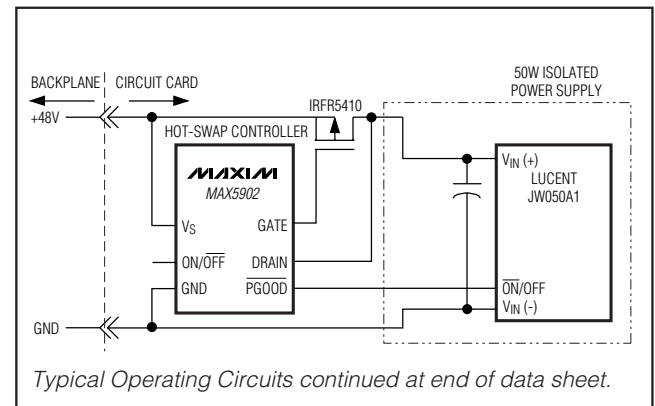 BACKPLANE CIRCUIT CARD
50W ISOLATED
POWER SUPPLY
+48V
IRFR5410
HOT-SWAP CONTROLLER
MAXIM
MAX5902
VS
GATE
ON/OFF
DRAIN
GND
PGOOD
VIN (+)
LUCENT
JW050A1
ON/OFF
VIN (-)
GND
Typical Operating Circuits continued at end of data sheet.